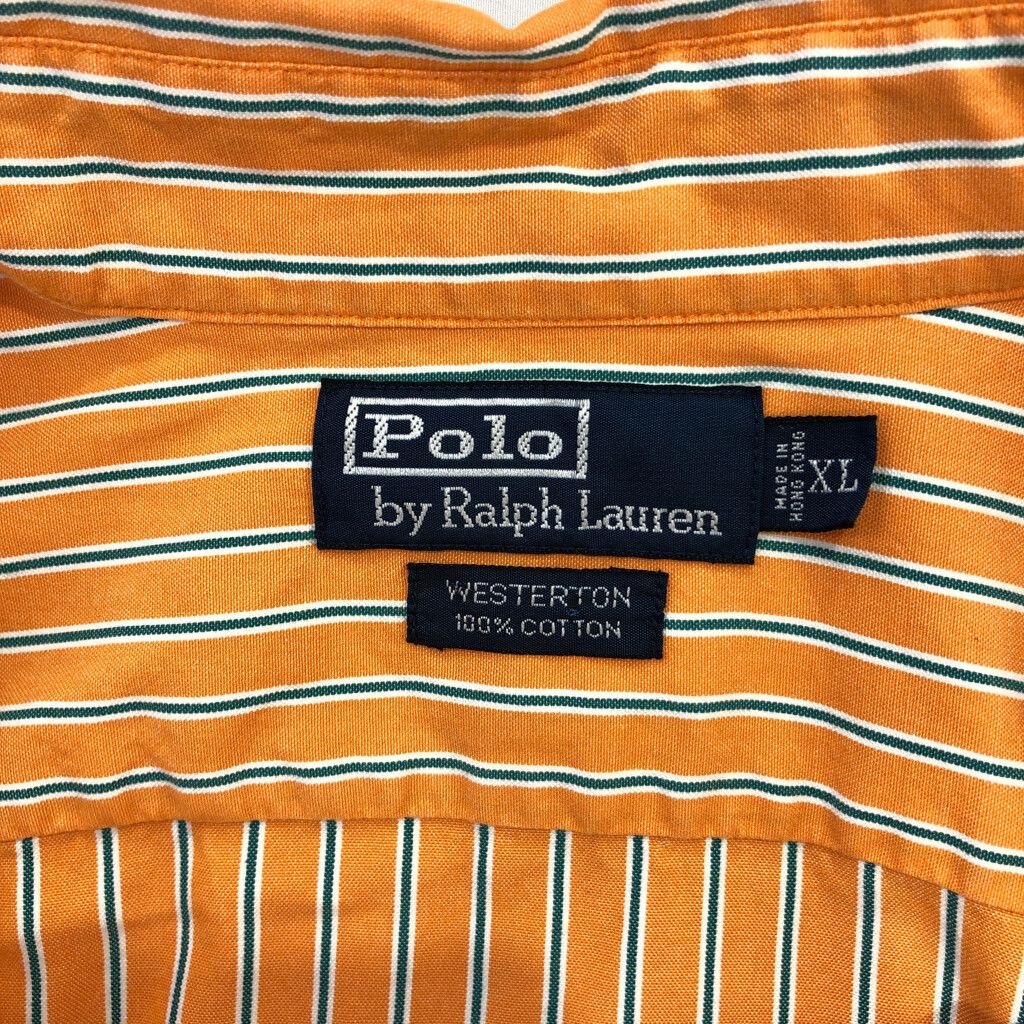 Polo
by Ralph Lauren
MADE IN
HONG KONG
XL
WESTERTON
100% COTTON